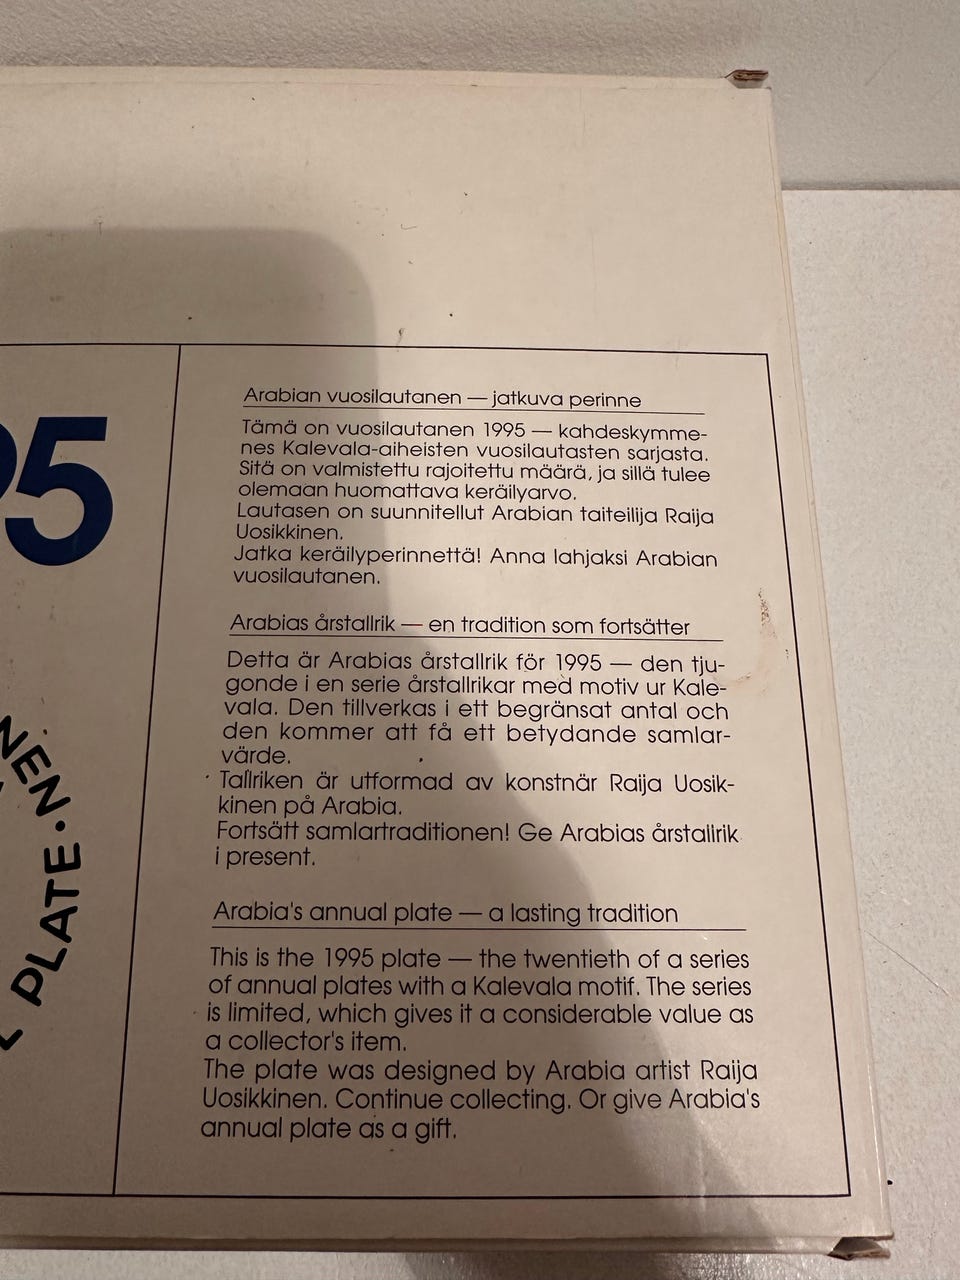 95
NEN
PLATE.
Arabian vuosilautanen — jatkuva perinne
Tämä on vuosilautanen 1995 — kahdeskymme-
nes Kalevala-aiheisten vuosilautasten sarjasta.
Sitä on valmistettu rajoitettu määrä, ja sillä tulee
olemaan huomattava keräilyarvo.
Lautasen on suunnitellut Arabian taiteilija Raija
Uosikkinen.
Jatka keräilyperinnettä! Anna lahjaksi Arabian
vuosilautanen.
Arabias årstallrik — en tradition som fortsätter
Detta är Arabias årstallrik för 1995 — den tju-
gonde i en serie årstallrikar med motiv ur Kale-
vala. Den tillverkas i ett begränsat antal och
den kommer att få ett betydande samlar-
värde.
Tallriken är utformad av konstnär Raija Uosik-
kinen på Arabia.
Fortsätt samlartraditionen! Ge Arabias årstallrik
i present.
Arabia's annual plate — a lasting tradition
This is the 1995 plate — the twentieth of a series
of annual plates with a Kalevala motif. The series
is limited, which gives it a considerable value as
a collector's item.
The plate was designed by Arabia artist Raija
Uosikkinen. Continue collecting. Or give Arabia's
annual plate as a gift.